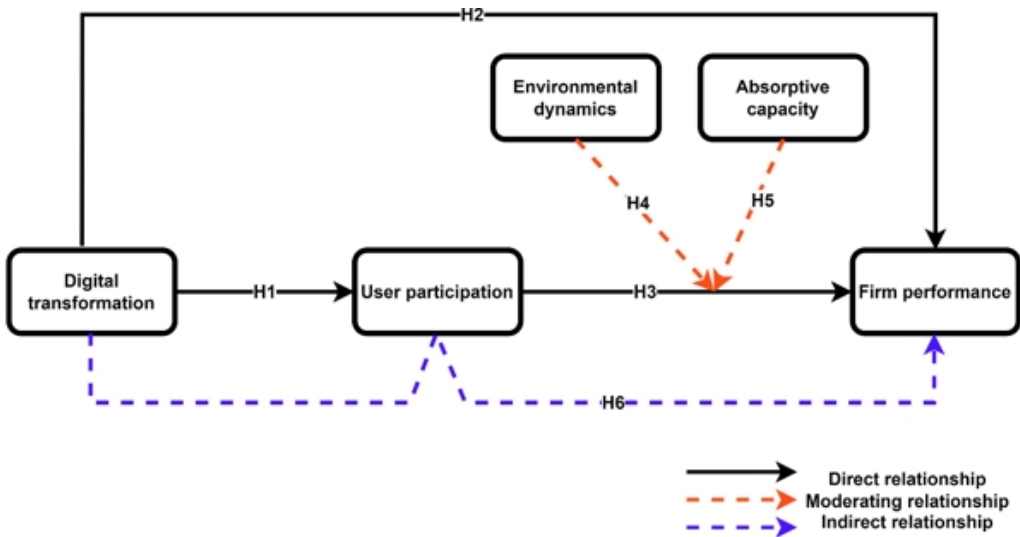 H2
Environmental
dynamics
Absorptive
capacity
H4
H5
Digital
transformation
H1
User participation
H3
Firm performance
H6
Direct relationship
Moderating relationship
Indirect relationship